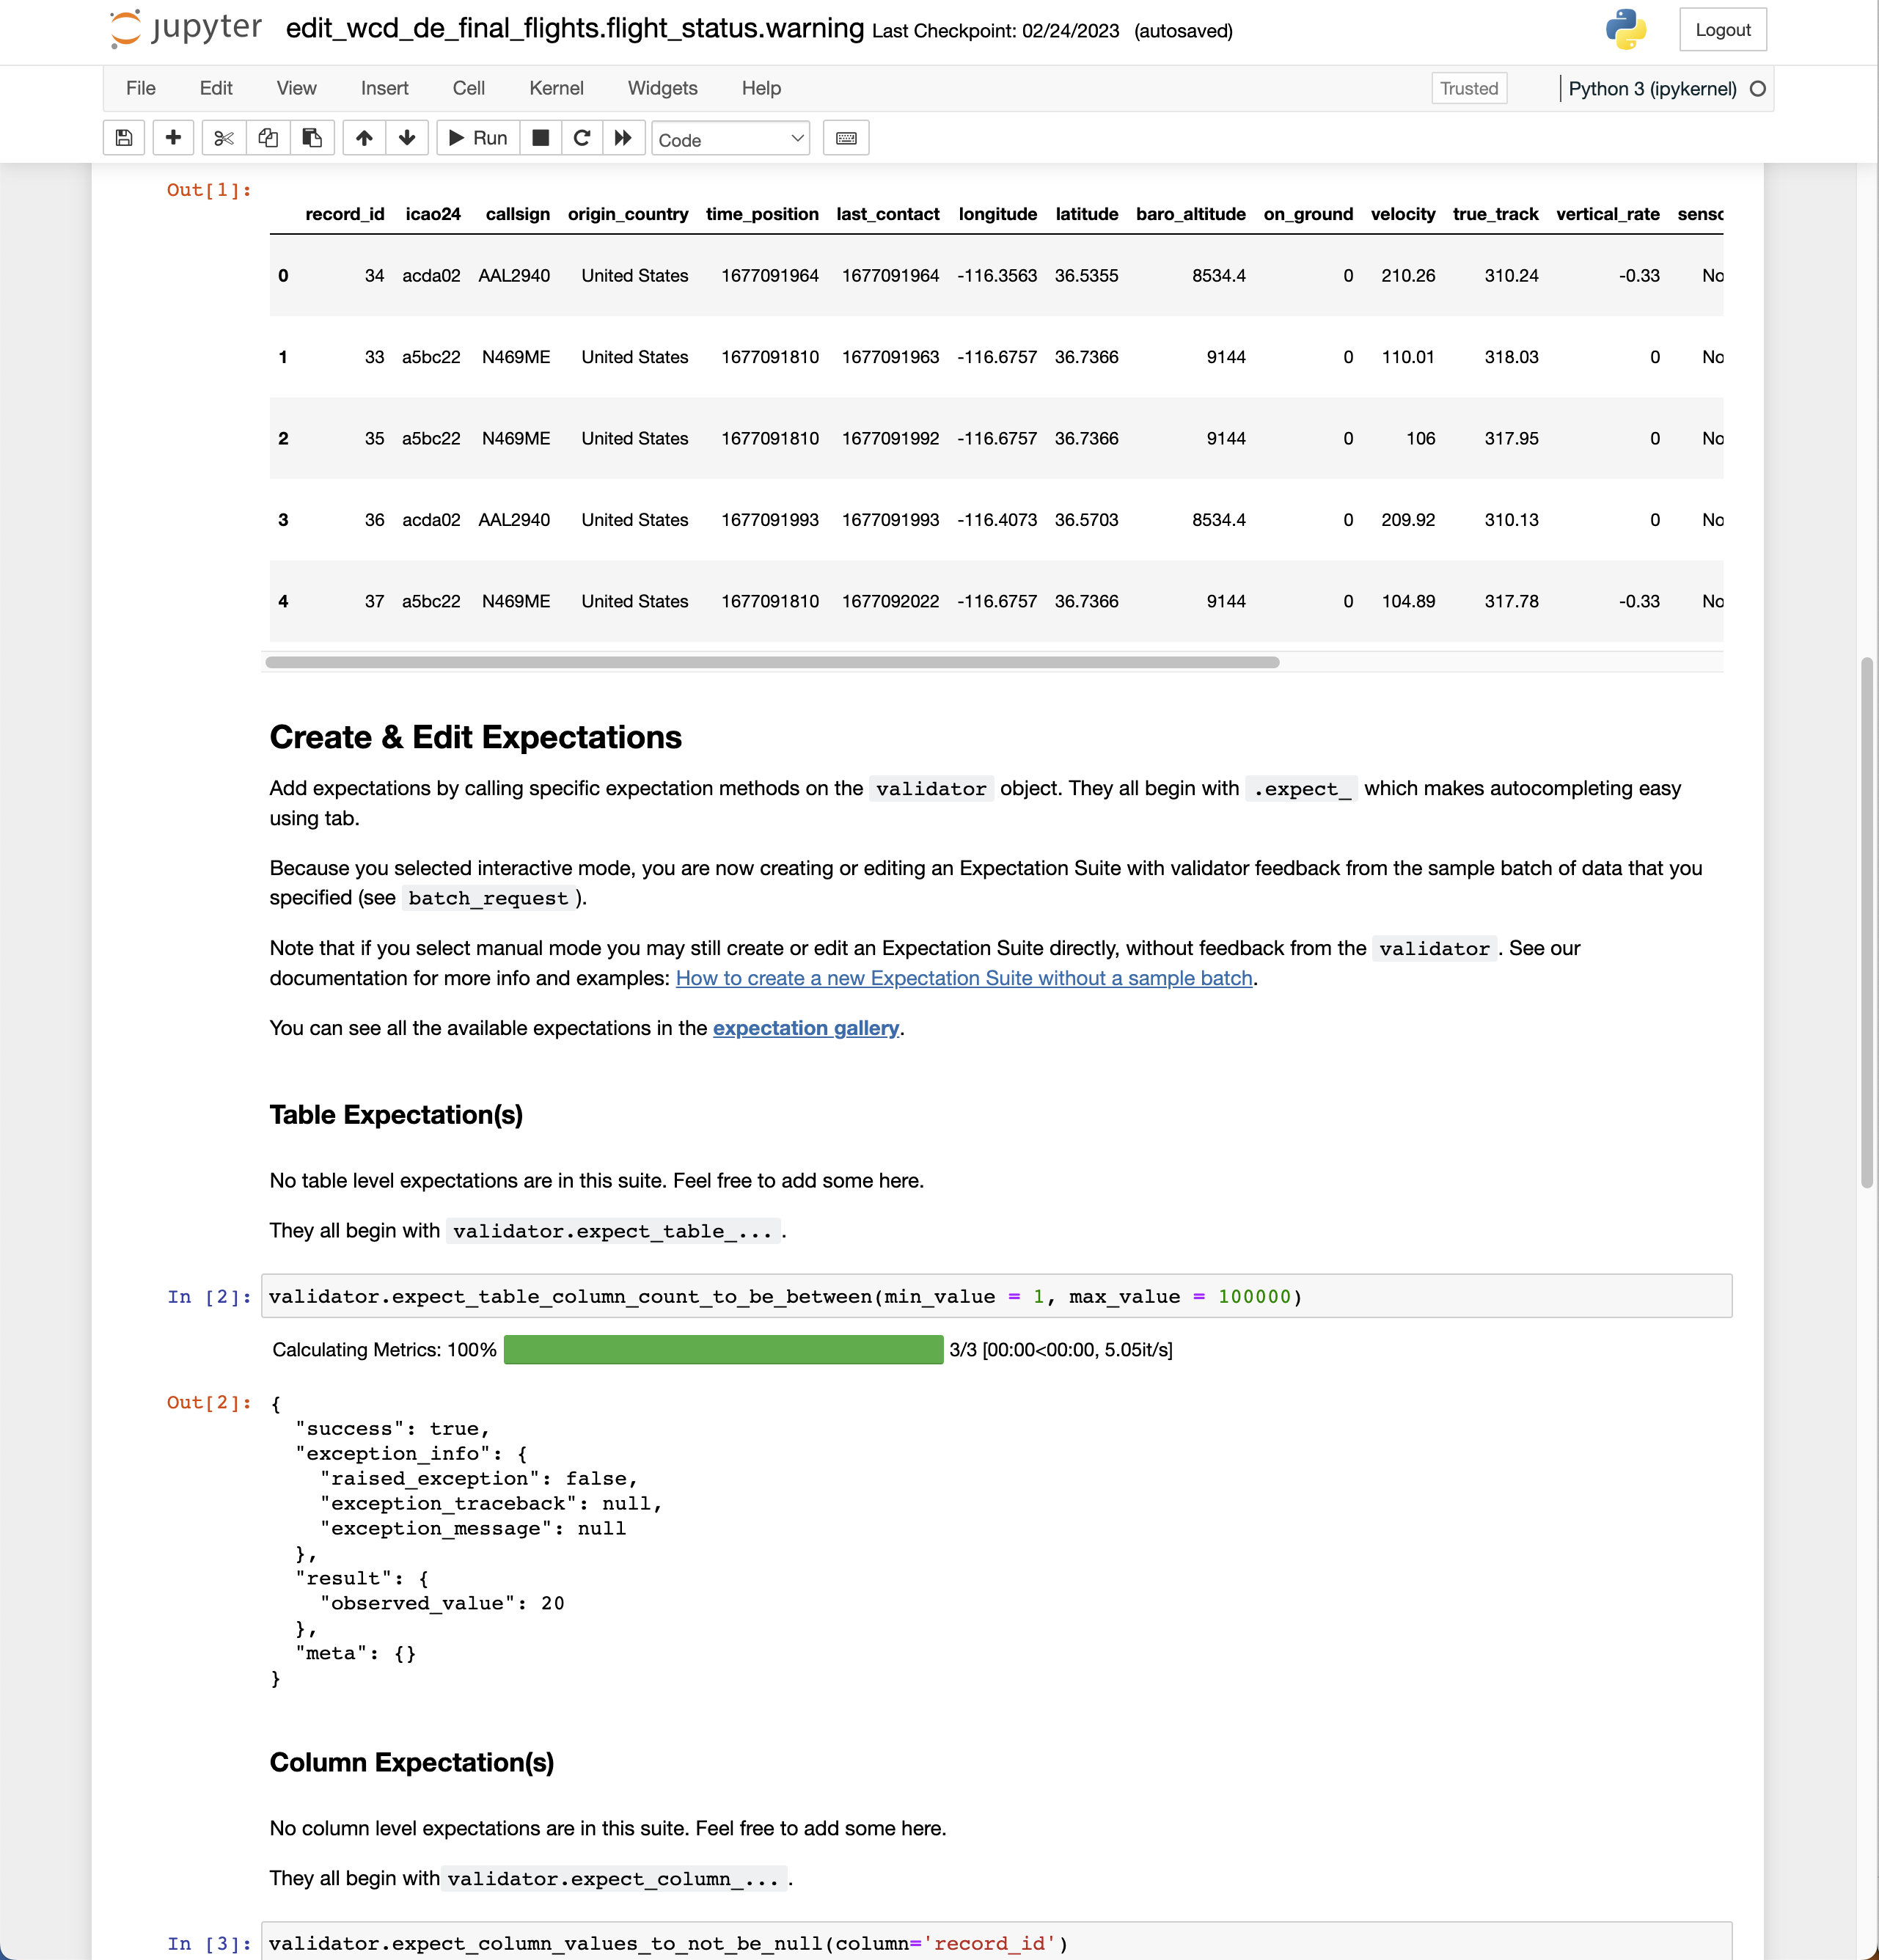 jupyter edit_wcd_de_final_flights.flight_status.warning Last Checkpoint: 02/24/2023 (autosaved) Logout
File Edit View Insert Cell Kernel Widgets Help Trusted Python 3 (ipykernel)
Run Code
Out[1]:
record_id icao24 callsign origin_country time_position last_contact longitude latitude baro_altitude on_ground velocity true_track vertical_rate senso
0 34 acda02 AAL2940 United States 1677091964 1677091964 -116.3563 36.5355 8534.4 0 210.26 310.24 -0.33 No
1 33 a5bc22 N469ME United States 1677091810 1677091963 -116.6757 36.7366 9144 0 110.01 318.03 0 No
2 35 a5bc22 N469ME United States 1677091810 1677091992 -116.6757 36.7366 9144 0 106 317.95 0 No
3 36 acda02 AAL2940 United States 1677091993 1677091993 -116.4073 36.5703 8534.4 0 209.92 310.13 0 No
4 37 a5bc22 N469ME United States 1677091810 1677092022 -116.6757 36.7366 9144 0 104.89 317.78 -0.33 No
Create & Edit Expectations
Add expectations by calling specific expectation methods on the validator object. They all begin with .expect_ which makes autocompleting easy
using tab.
Because you selected interactive mode, you are now creating or editing an Expectation Suite with validator feedback from the sample batch of data that you
specified (see batch_request ).
Note that if you select manual mode you may still create or edit an Expectation Suite directly, without feedback from the validator . See our
documentation for more info and examples: How to create a new Expectation Suite without a sample batch.
You can see all the available expectations in the expectation gallery.
Table Expectation(s)
No table level expectations are in this suite. Feel free to add some here.
They all begin with validator.expect_table_... .
In [2]: validator.expect_table_column_count_to_be_between(min_value = 1, max_value = 100000)
Calculating Metrics: 100% 3/3 [00:00<00:00, 5.05it/s]
Out[2]: {
"success": true,
"exception_info": {
"raised_exception": false,
"exception_traceback": null,
"exception_message": null
},
"result": {
"observed_value": 20
},
"meta": {}
}
Column Expectation(s)
No column level expectations are in this suite. Feel free to add some here.
They all begin with validator.expect_column_... .
In [3]: validator.expect_column_values_to_not_be_null(column='record_id')